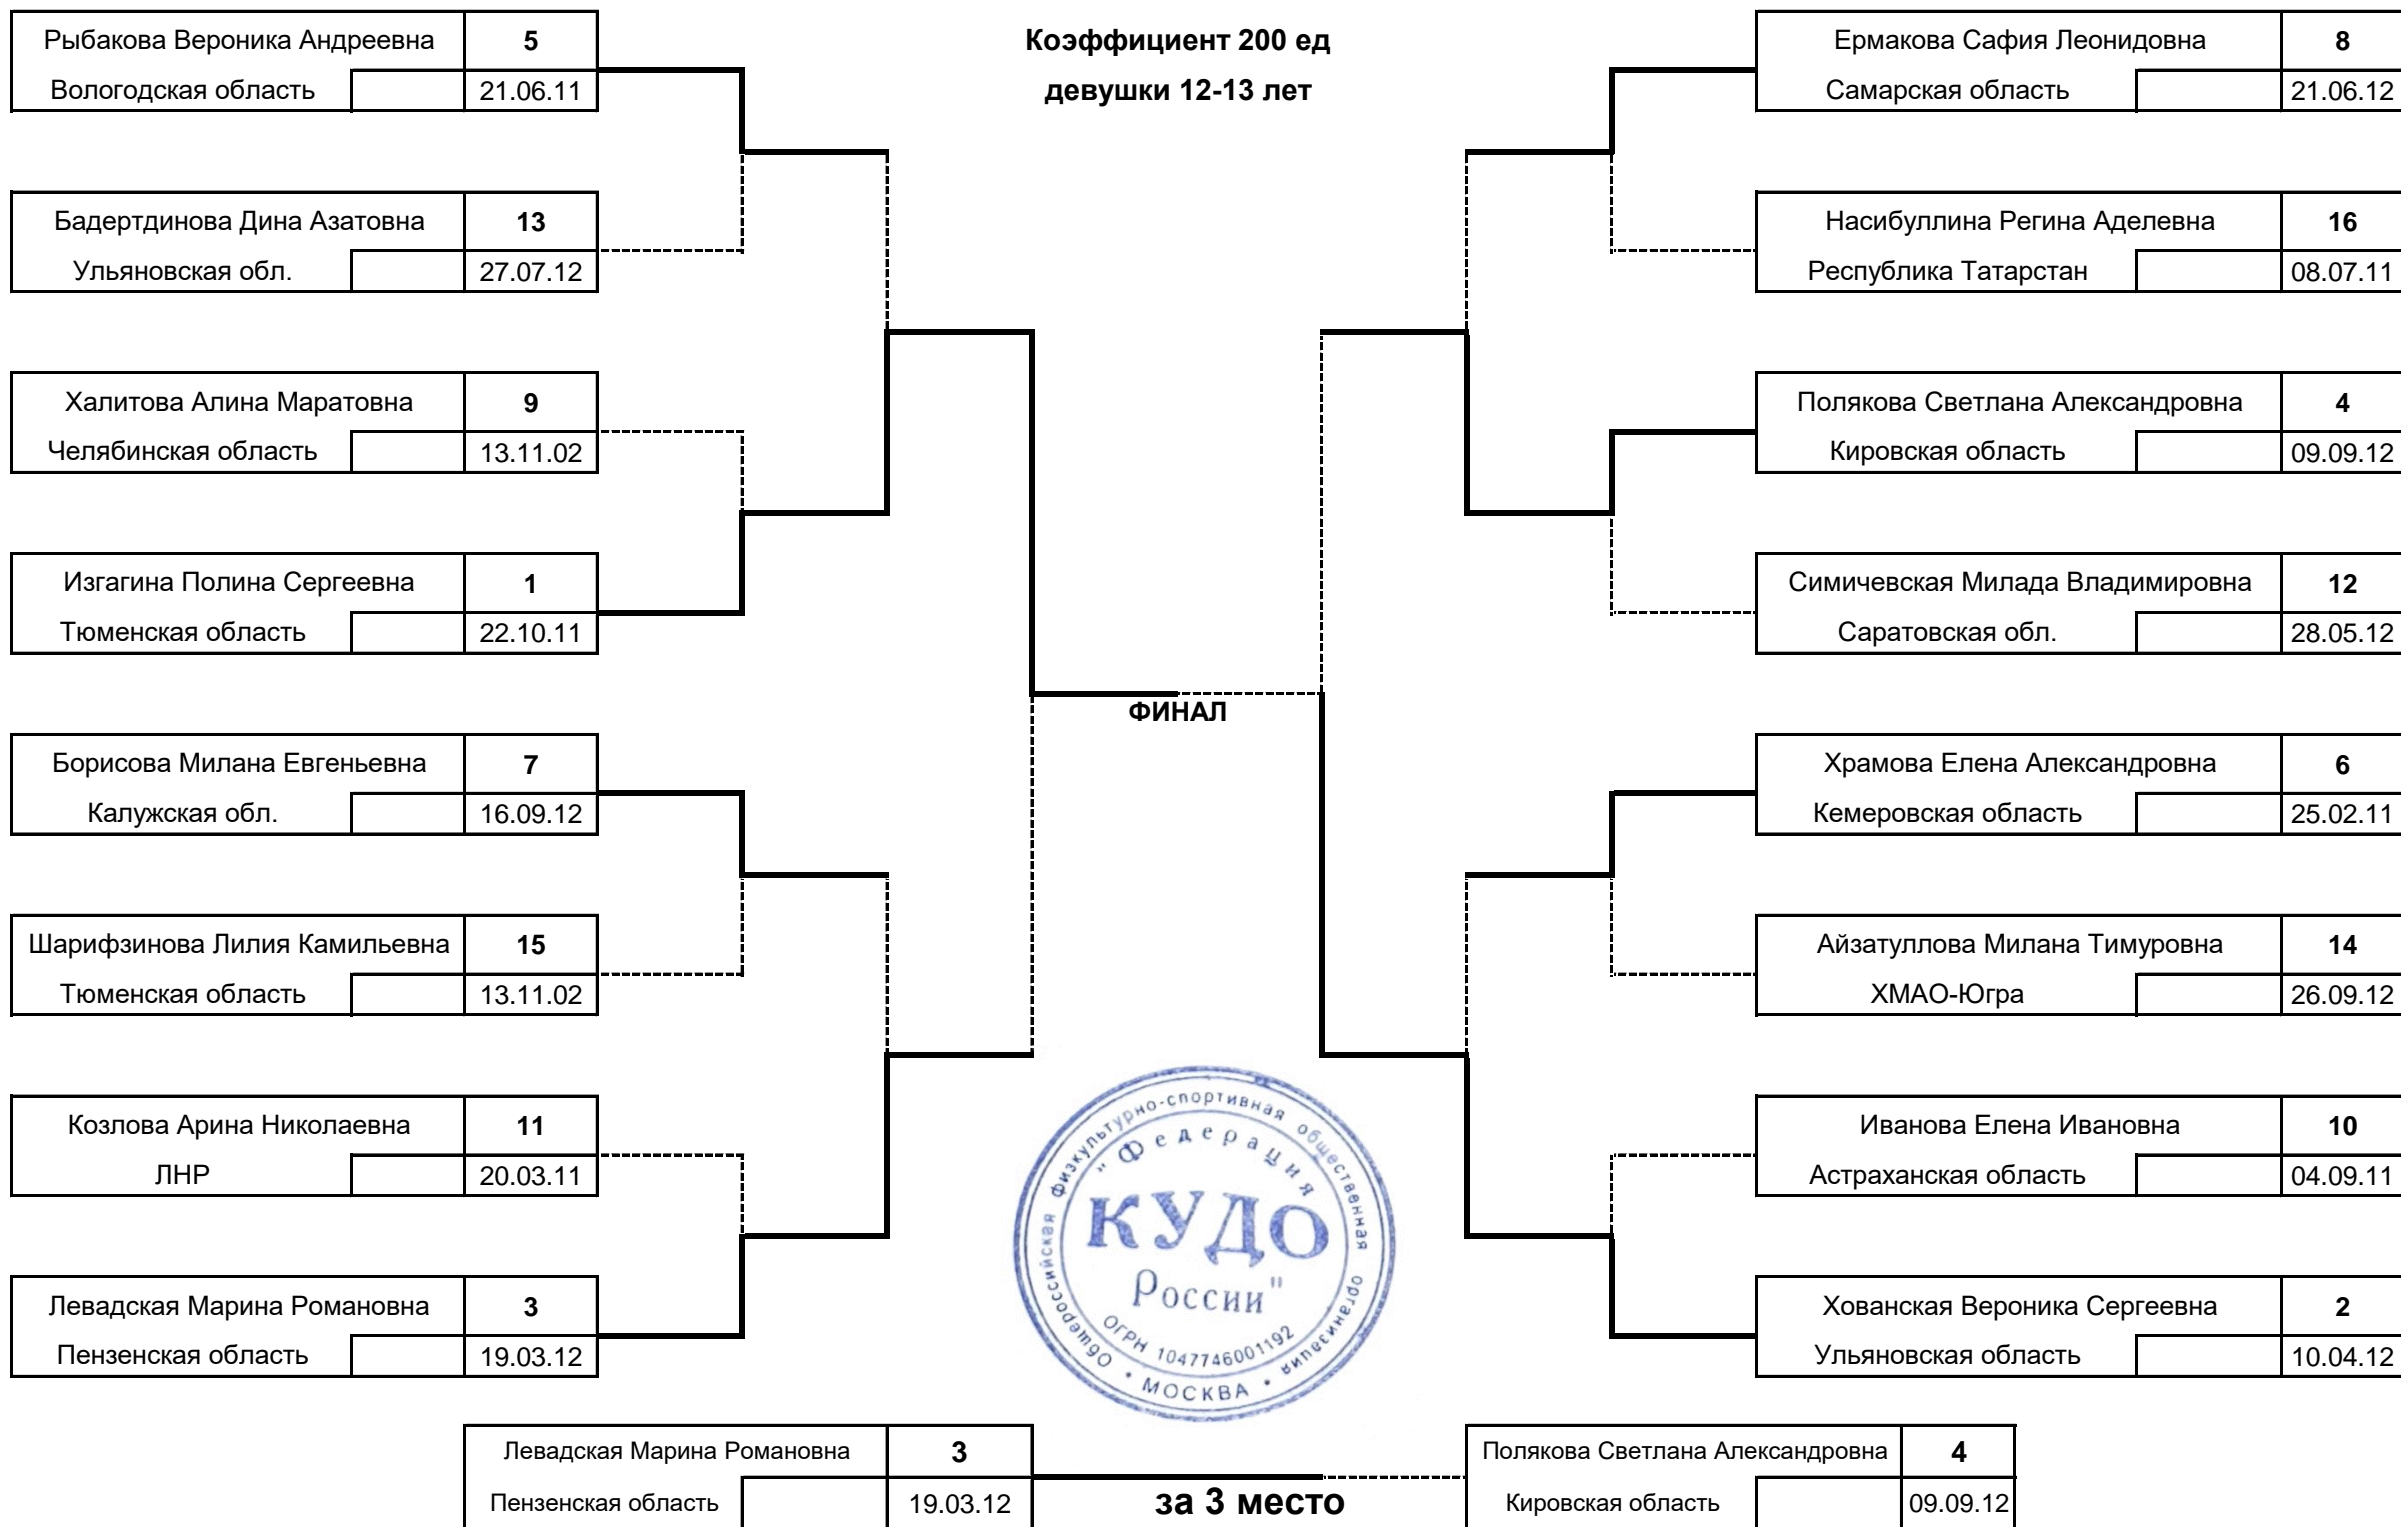 Коэффициент 200 ед
девушки 12-13 лет
Рыбакова Вероника Андреевна 5
Вологодская область 21.06.11
Бадертдинова Дина Азатовна 13
Ульяновская обл. 27.07.12
Халитова Алина Маратовна 9
Челябинская область 13.11.02
Изгагина Полина Сергеевна 1
Тюменская область 22.10.11
Борисова Милана Евгеньевна 7
Калужская обл. 16.09.12
Шарифзинова Лилия Камильевна 15
Тюменская область 13.11.02
Козлова Арина Николаевна 11
ЛНР 20.03.11
Левадская Марина Романовна 3
Пензенская область 19.03.12
ФИНАЛ
Ермакова Сафия Леонидовна 8
Самарская область 21.06.12
Насибуллина Регина Аделевна 16
Республика Татарстан 08.07.11
Полякова Светлана Александровна 4
Кировская область 09.09.12
Симичевская Милада Владимировна 12
Саратовская обл. 28.05.12
Храмова Елена Александровна 6
Кемеровская область 25.02.11
Айзатуллова Милана Тимуровна 14
ХМАО-Югра 26.09.12
Иванова Елена Ивановна 10
Астраханская область 04.09.11
Хованская Вероника Сергеевна 2
Ульяновская область 10.04.12
Общероссийская физкультурно-спортивная общественная организация
"Федерация
КУДО
России"
ОГРН 1047746001192
• МОСКВА •
Левадская Марина Романовна 3
Пензенская область 19.03.12
за 3 место
Полякова Светлана Александровна 4
Кировская область 09.09.12